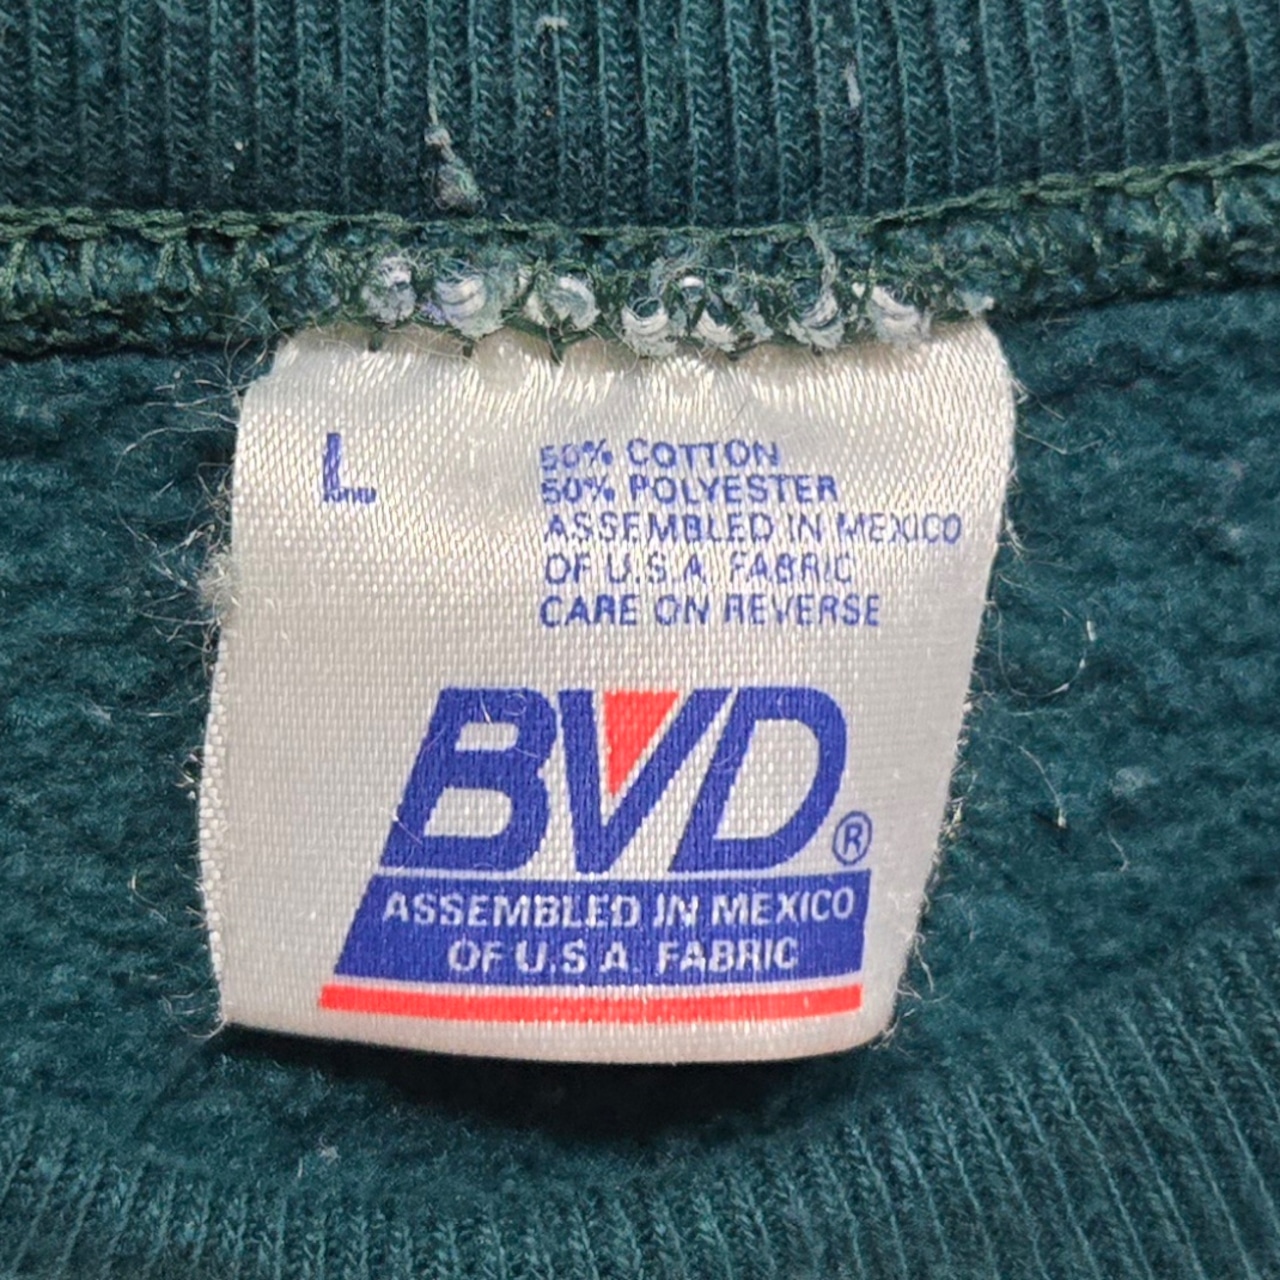 L
50% COTTON
50% POLYESTER
ASSEMBLED IN MEXICO
OF U.S.A. FABRIC
CARE ON REVERSE
BVD®
ASSEMBLED IN MEXICO
OF U.S.A. FABRIC